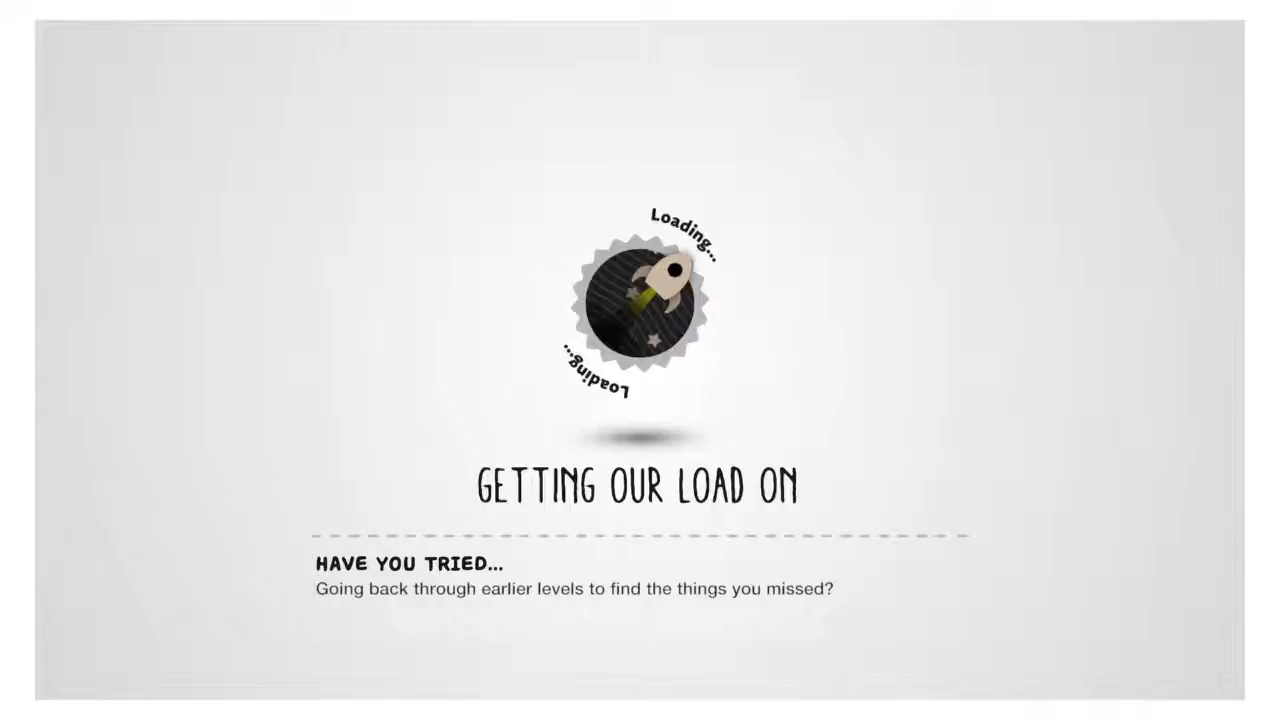 Loading...
Loading...
GETTING OUR LOAD ON
HAVE YOU TRIED...
Going back through earlier levels to find the things you missed?